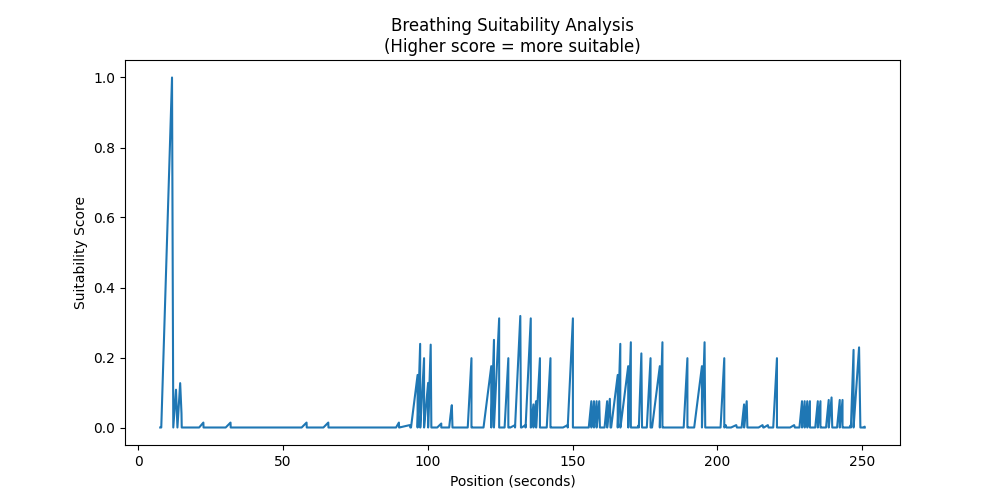 Breathing Suitability Analysis
(Higher score = more suitable)
Suitability Score
1.0
0.8
0.6
0.4
0.2
0.0
0 50 100 150 200 250
Position (seconds)